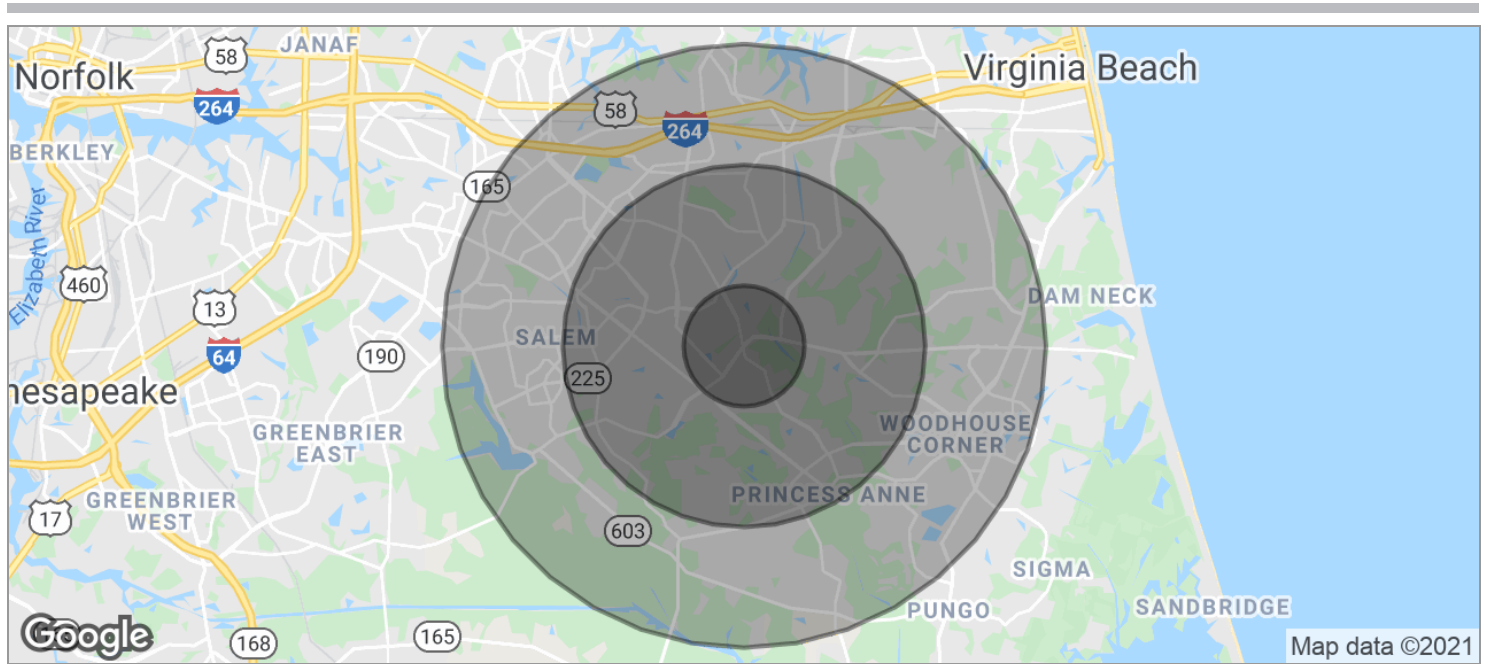 JANAF
58
Norfolk
Virginia Beach
264
58
264
BERKLEY
165
Elizabeth River
460
DAM NECK
13
SALEM
64
190
225
hesapeake
WOODHOUSE
CORNER
GREENBRIER
EAST
PRINCESS ANNE
GREENBRIER
WEST
17
603
SIGMA
PUNGO
SANDBRIDGE
Google
168
165
Map data ©2021